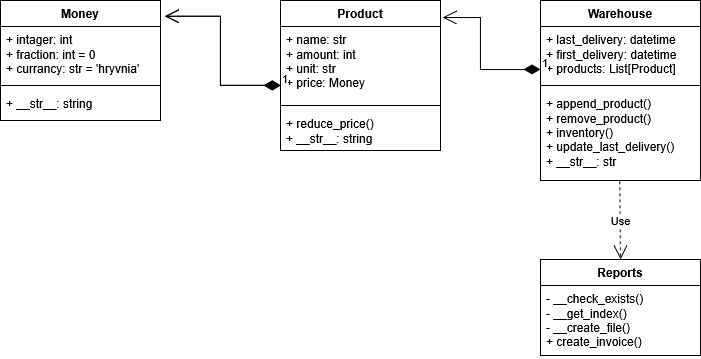 Money
+ intager: int
+ fraction: int = 0
+ currancy: str = 'hryvnia'
+ __str__: string
Product
+ name: str
+ amount: int
+ unit: str
1
+ price: Money
+ reduce_price()
+ __str__: string
Warehouse
+ last_delivery: datetime
+ first_delivery: datetime
1
+ products: List[Product]
+ append_product()
+ remove_product()
+ inventory()
+ update_last_delivery()
+ __str__: str
Use
Reports
- __check_exists()
- __get_index()
- __create_file()
+ create_invoice()